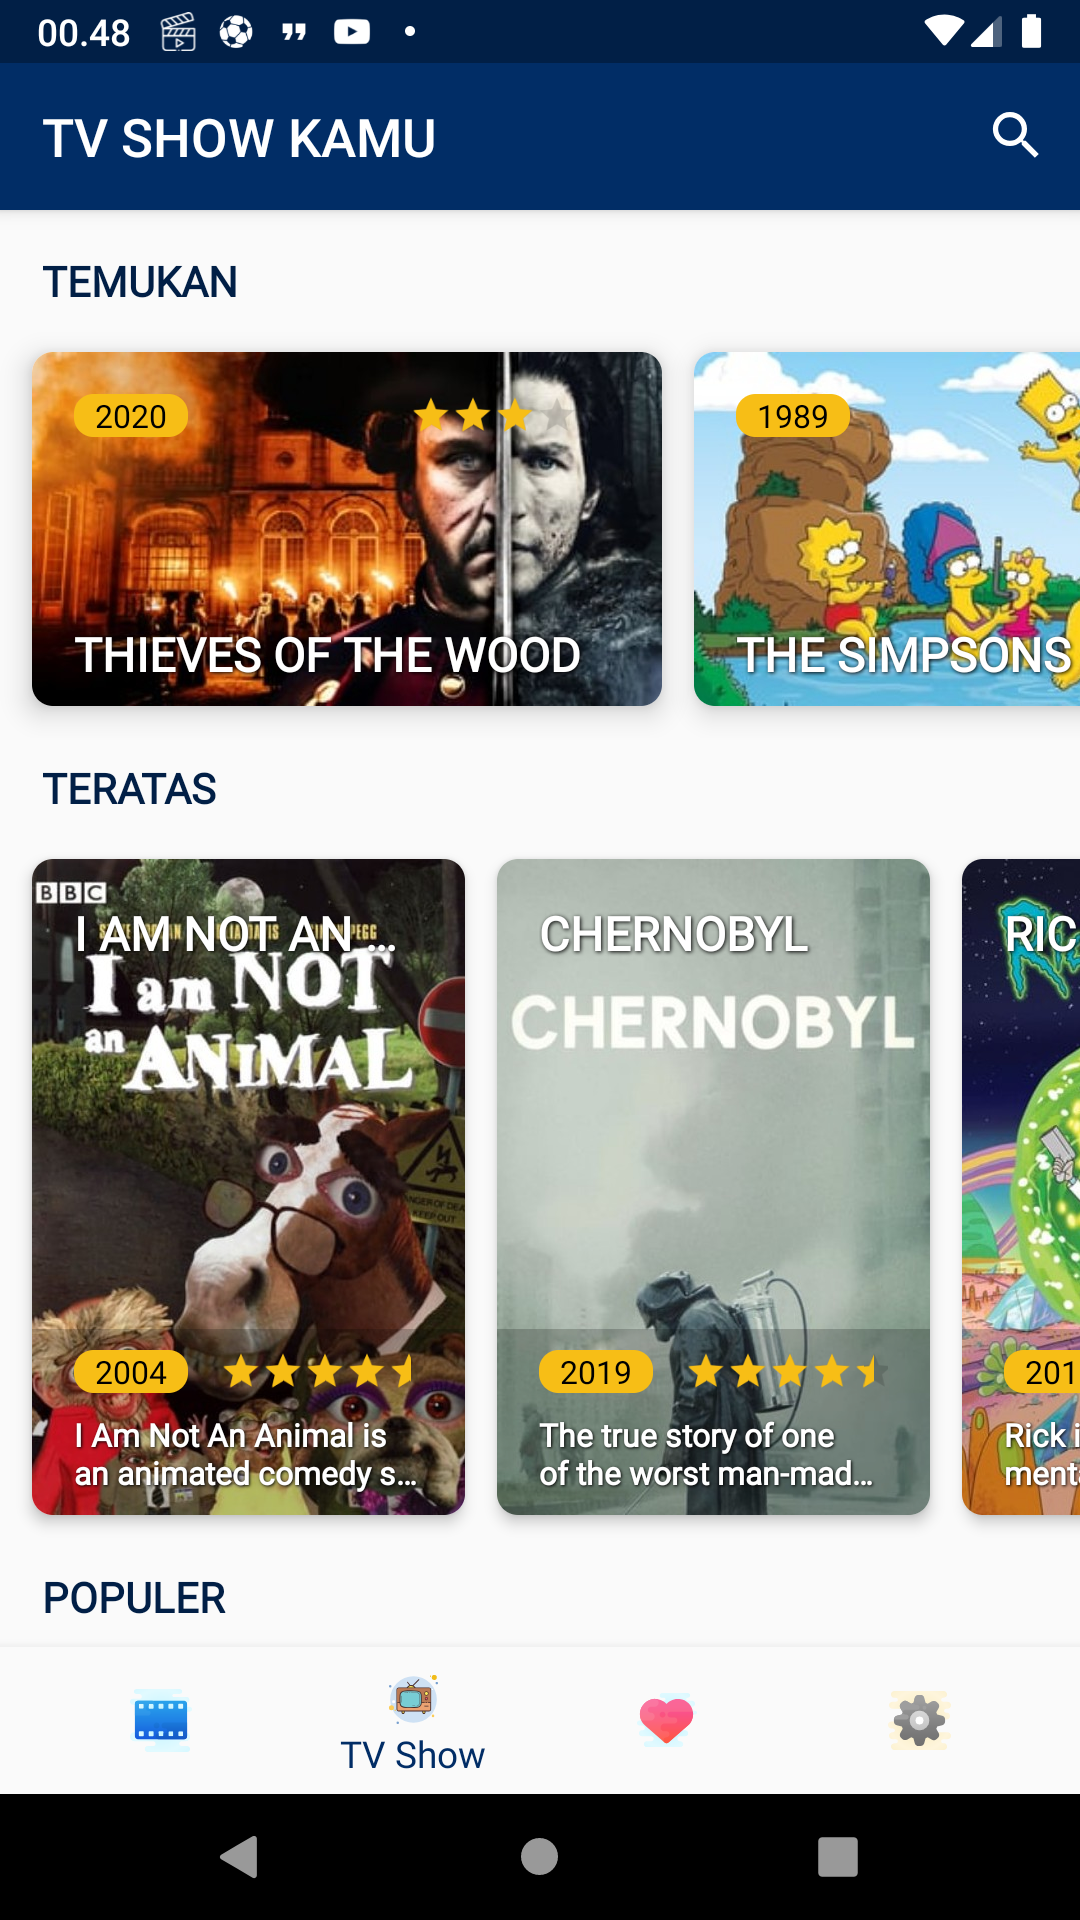 00.48
TV SHOW KAMU
TEMUKAN
2020
THIEVES OF THE WOOD
1989
THE SIMPSONS
TERATAS
BBC
I AM NOT AN ...
I am NOT
an ANIMAL
2004
I Am Not An Animal is
an animated comedy s...
CHERNOBYL
CHERNOBYL
2019
The true story of one
of the worst man-mad...
RIC
201
Rick i
menta
POPULER
TV Show